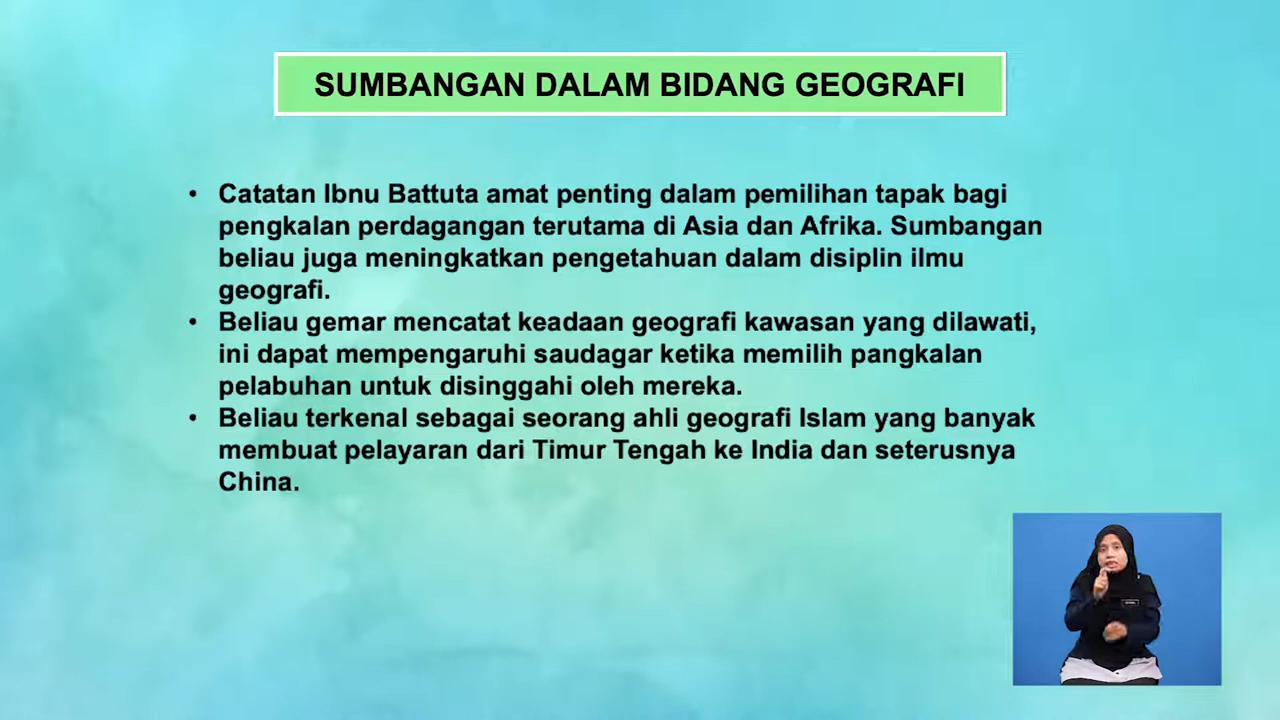 SUMBANGAN DALAM BIDANG GEOGRAFI
• Catatan Ibnu Battuta amat penting dalam pemilihan tapak bagi
pengkalan perdagangan terutama di Asia dan Afrika. Sumbangan
beliau juga meningkatkan pengetahuan dalam disiplin ilmu
geografi.
• Beliau gemar mencatat keadaan geografi kawasan yang dilawati,
ini dapat mempengaruhi saudagar ketika memilih pangkalan
pelabuhan untuk disinggahi oleh mereka.
• Beliau terkenal sebagai seorang ahli geografi Islam yang banyak
membuat pelayaran dari Timur Tengah ke India dan seterusnya
China.